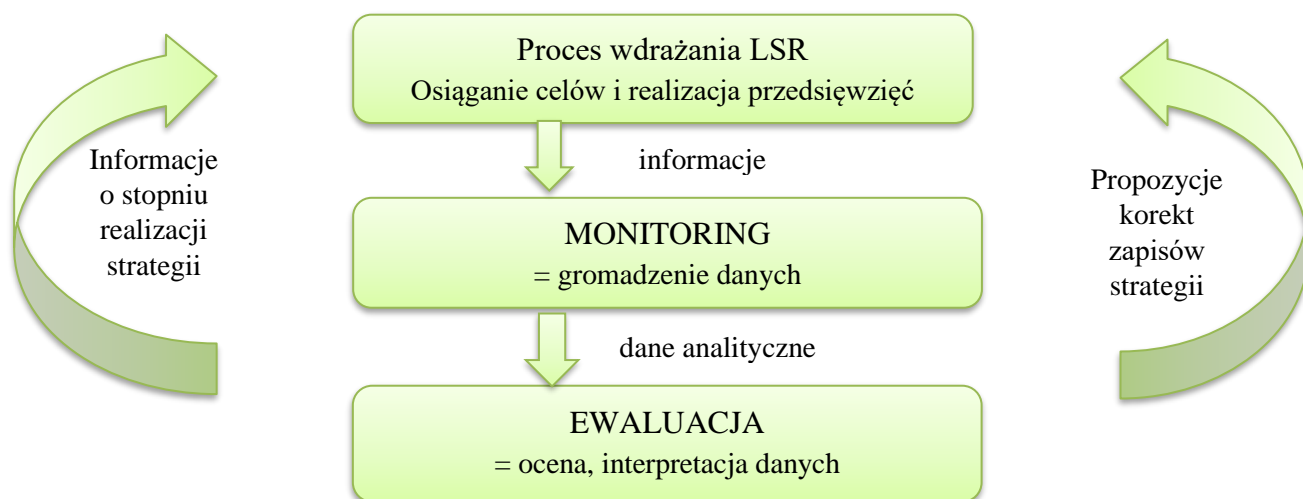 Proces wdrażania LSR
Osiąganie celów i realizacja przedsięwzięć
informacje
Informacje
o stopniu
realizacji
strategii
Propozycje
korekt
zapisów
strategii
MONITORING
= gromadzenie danych
dane analityczne
EWALUACJA
= ocena, interpretacja danych